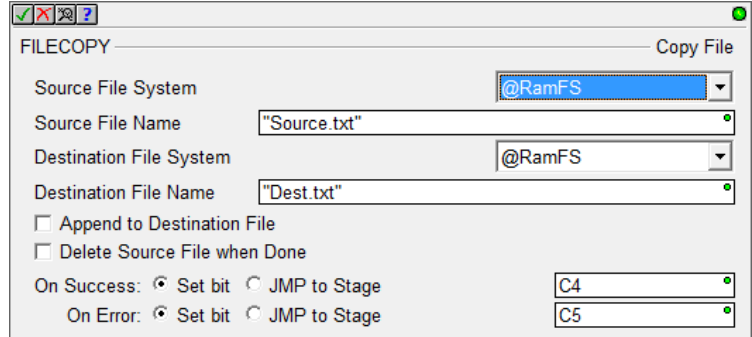 ?
FILECOPY Copy File
Source File System @RamFS
Source File Name "Source.txt"
Destination File System @RamFS
Destination File Name "Dest.txt"
Append to Destination File
Delete Source File when Done
On Success: Set bit JMP to Stage C4
On Error: Set bit JMP to Stage C5